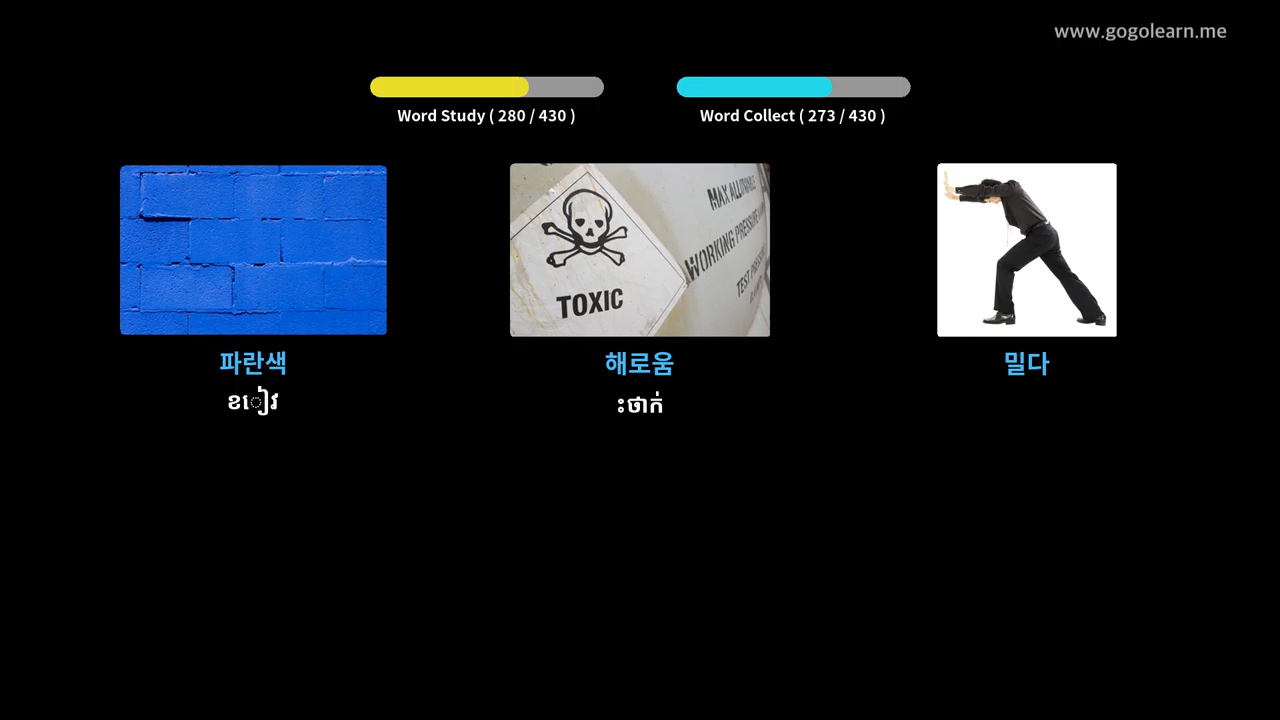 www.gogolearn.me
Word Study ( 280 / 430 )
Word Collect ( 273 / 430 )
TOXIC
MAX ALLOWABLE
WORKING PRESSURE
파란색
해로움
밀다
ខៀវ
ះថាក់